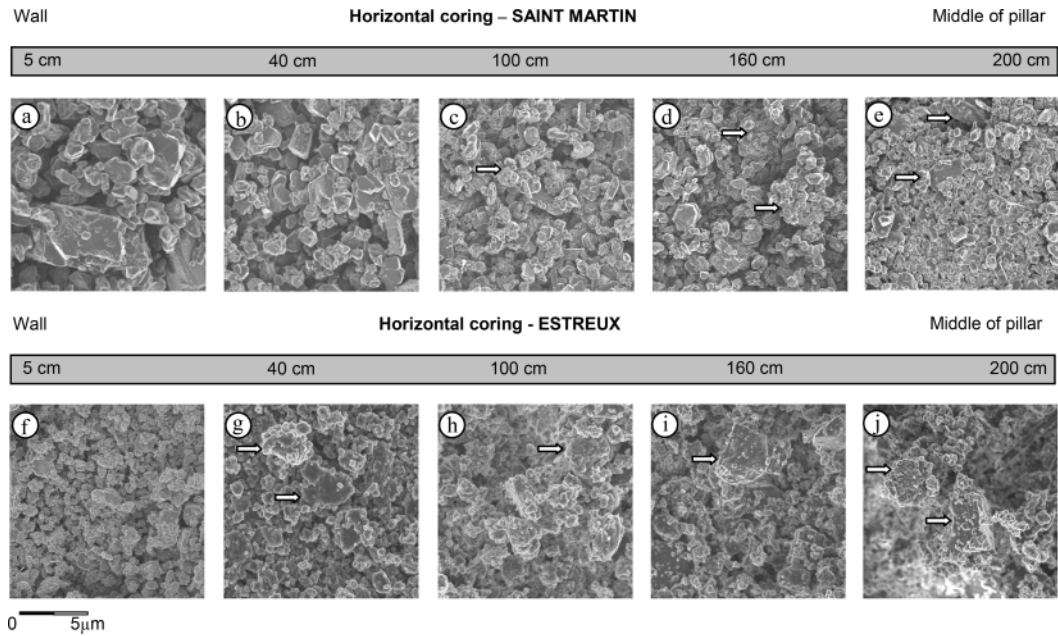 Wall Horizontal coring – SAINT MARTIN Middle of pillar
5 cm 40 cm 100 cm 160 cm 200 cm
a b c d e
Wall Horizontal coring - ESTREUX Middle of pillar
5 cm 40 cm 100 cm 160 cm 200 cm
f g h i j
0 5µm